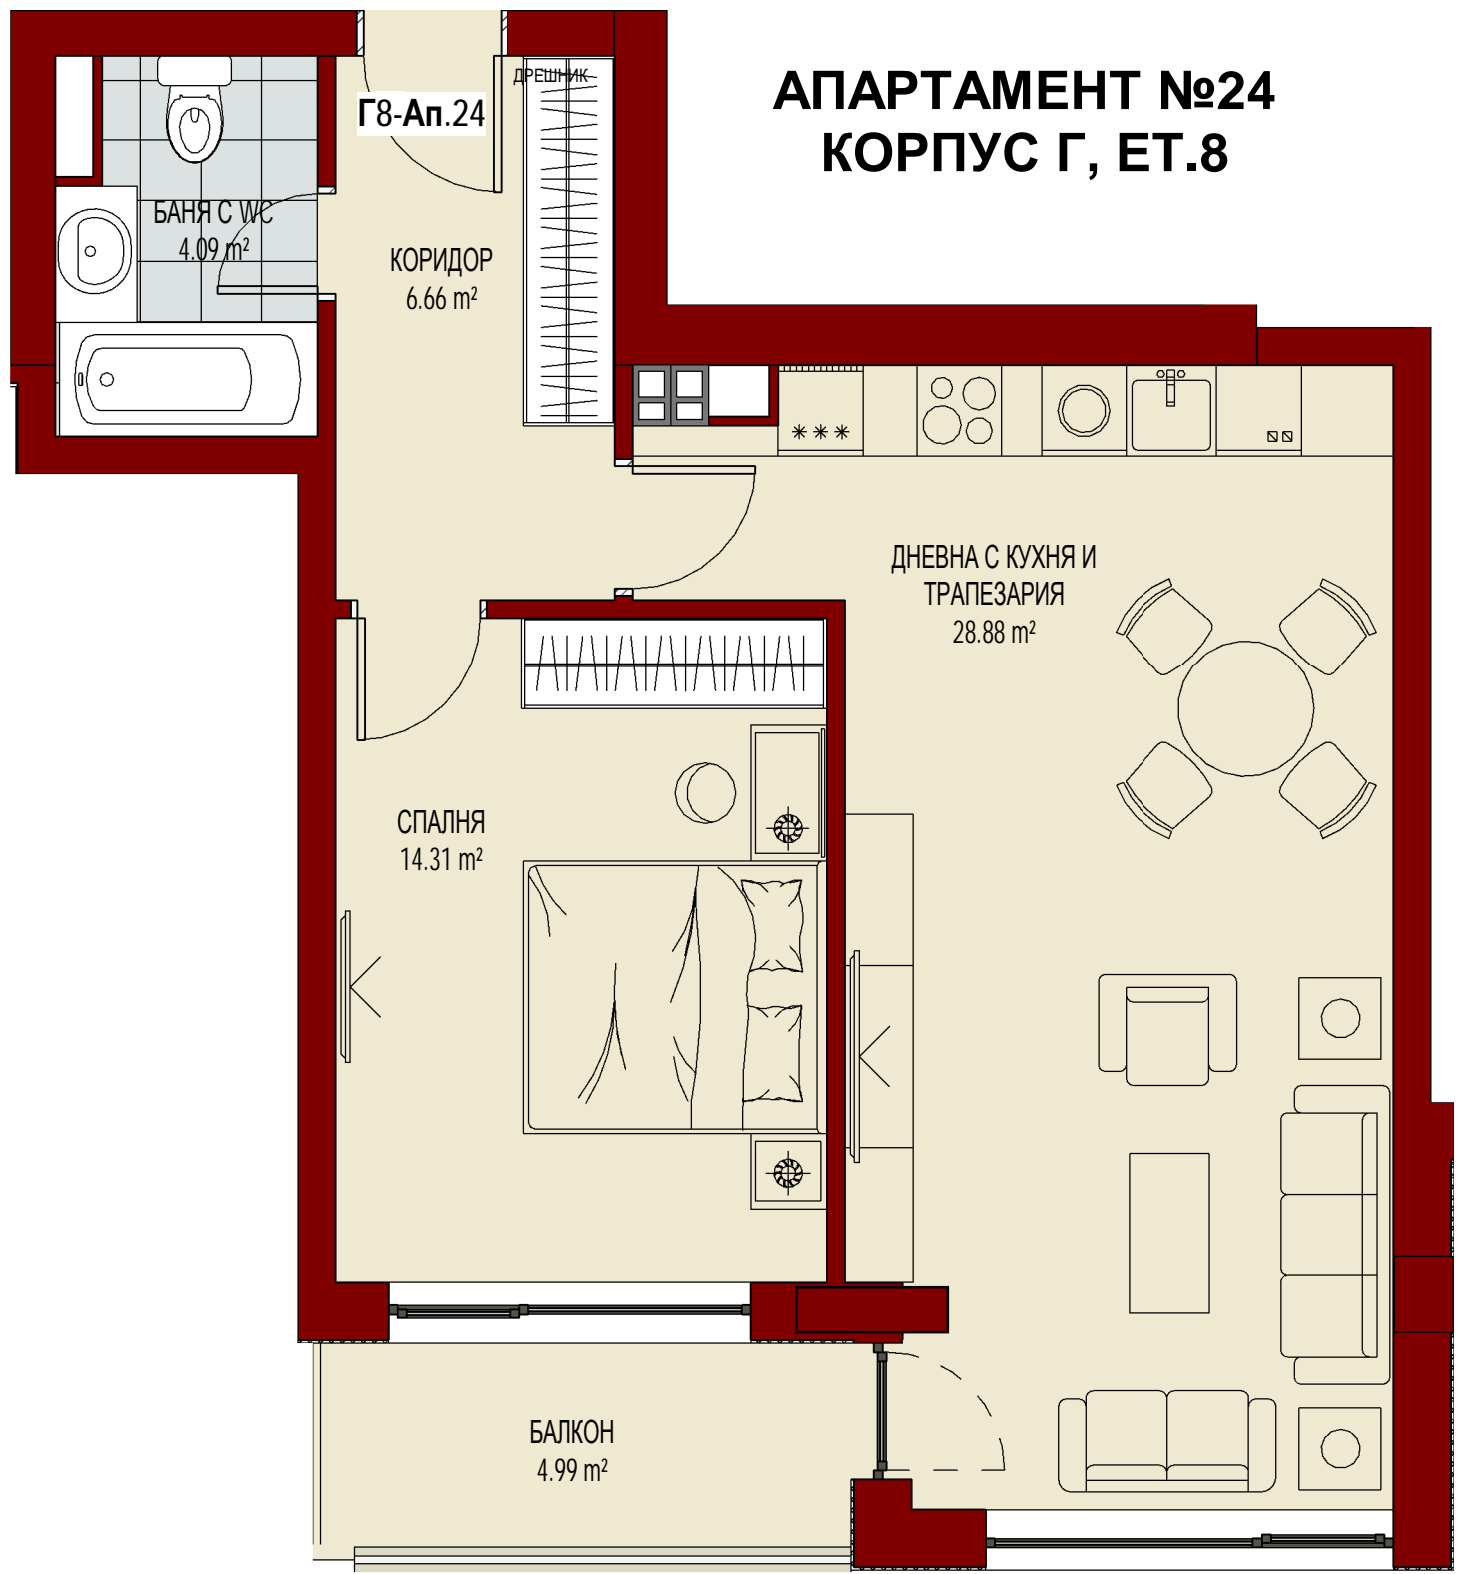 АПАРТАМЕНТ №24
КОРПУС Г, ЕТ.8
ДРЕШНИК
Г8-Ап.24
БАНЯ С WC
4.09 m²
КОРИДОР
6.66 m²
ДНЕВНА С КУХНЯ И
ТРАПЕЗАРИЯ
28.88 m²
СПАЛНЯ
14.31 m²
БАЛКОН
4.99 m²